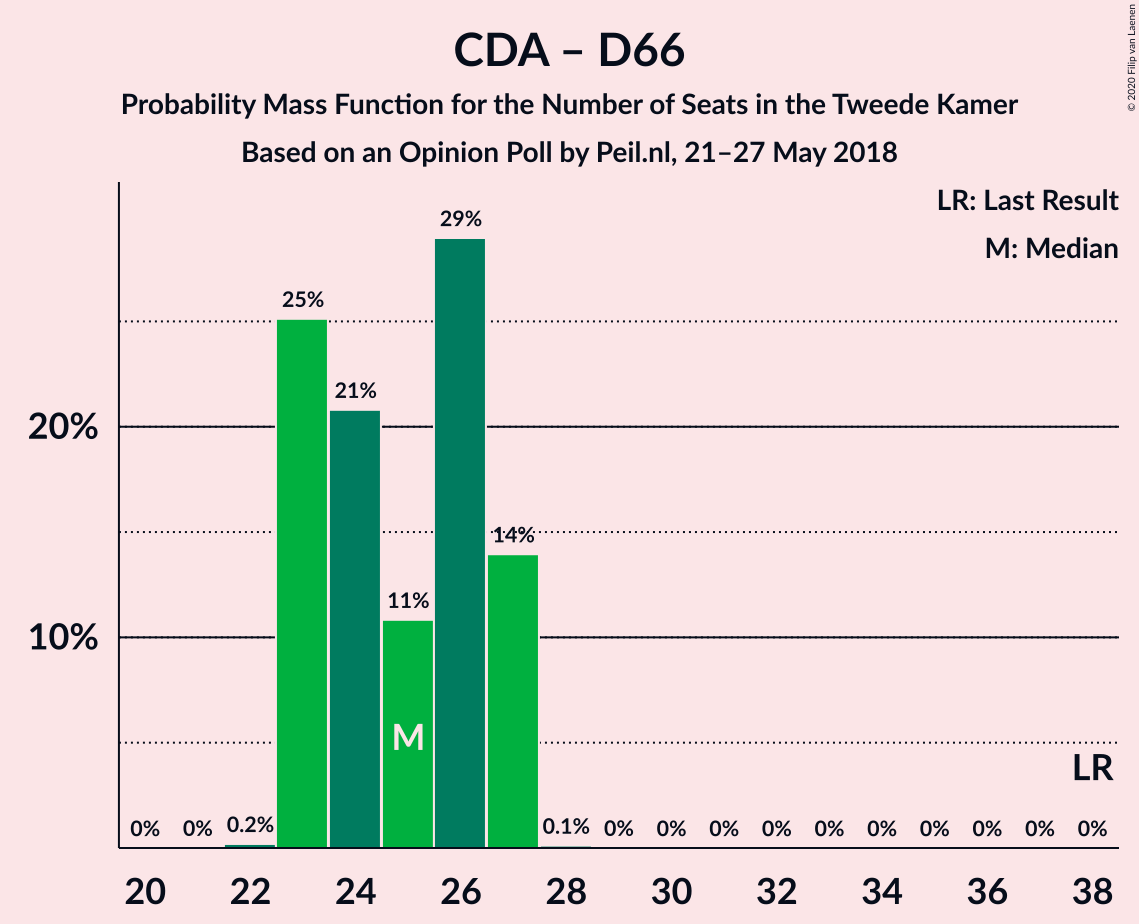 CDA – D66
Probability Mass Function for the Number of Seats in the Tweede Kamer
Based on an Opinion Poll by Peil.nl, 21–27 May 2018
© 2020 Filip van Laenen
LR: Last Result
M: Median
29%
25%
21%
20%
14%
11%
10%
M
LR
0% 0% 0.2% 0.1% 0% 0% 0% 0% 0% 0% 0% 0% 0% 0%
20 22 24 26 28 30 32 34 36 38